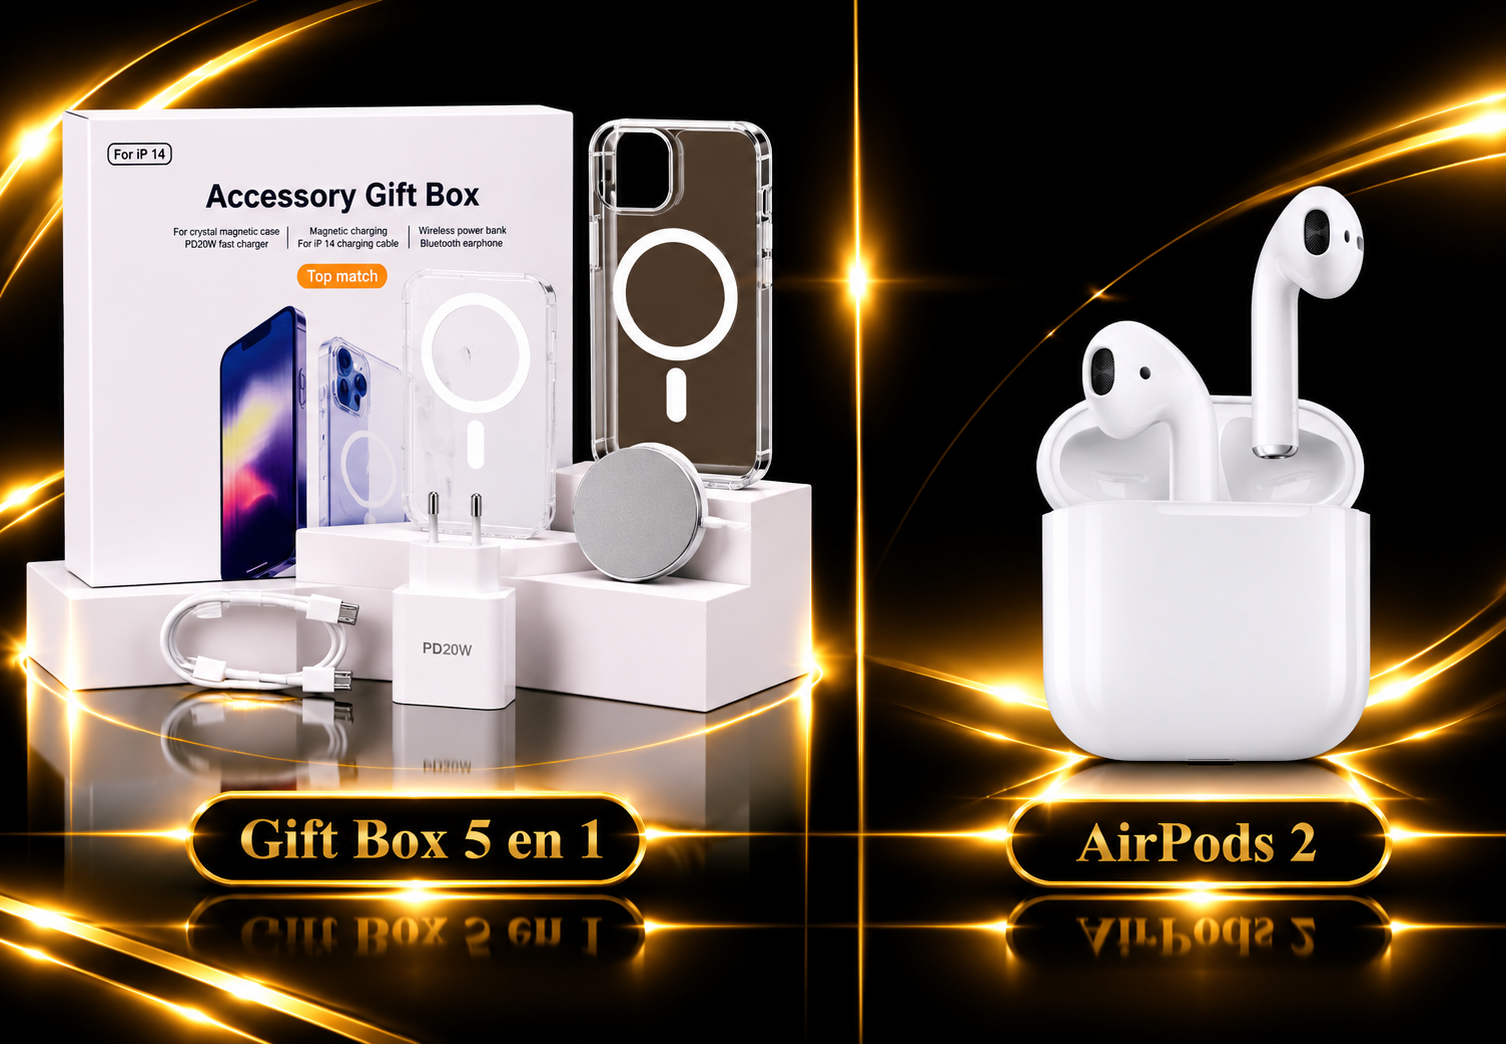 For iP 14
Accessory Gift Box
For crystal magnetic case
PD20W fast charger
Magnetic charging
For iP 14 charging cable
Wireless power bank
Bluetooth earphone
Top match
PD20W
Gift Box 5 en 1
AirPods 2